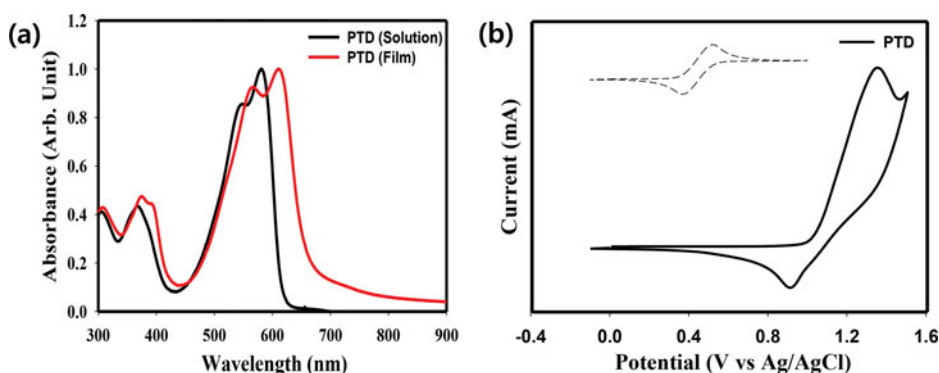 (a)
PTD (Solution)
PTD (Film)
Absorbance (Arb. Unit)
1.2
1.0
0.8
0.6
0.4
0.2
0.0
300 400 500 600 700 800 900
Wavelength (nm)
(b)
PTD
Current (mA)
-0.4 0.0 0.4 0.8 1.2 1.6
Potential (V vs Ag/AgCl)